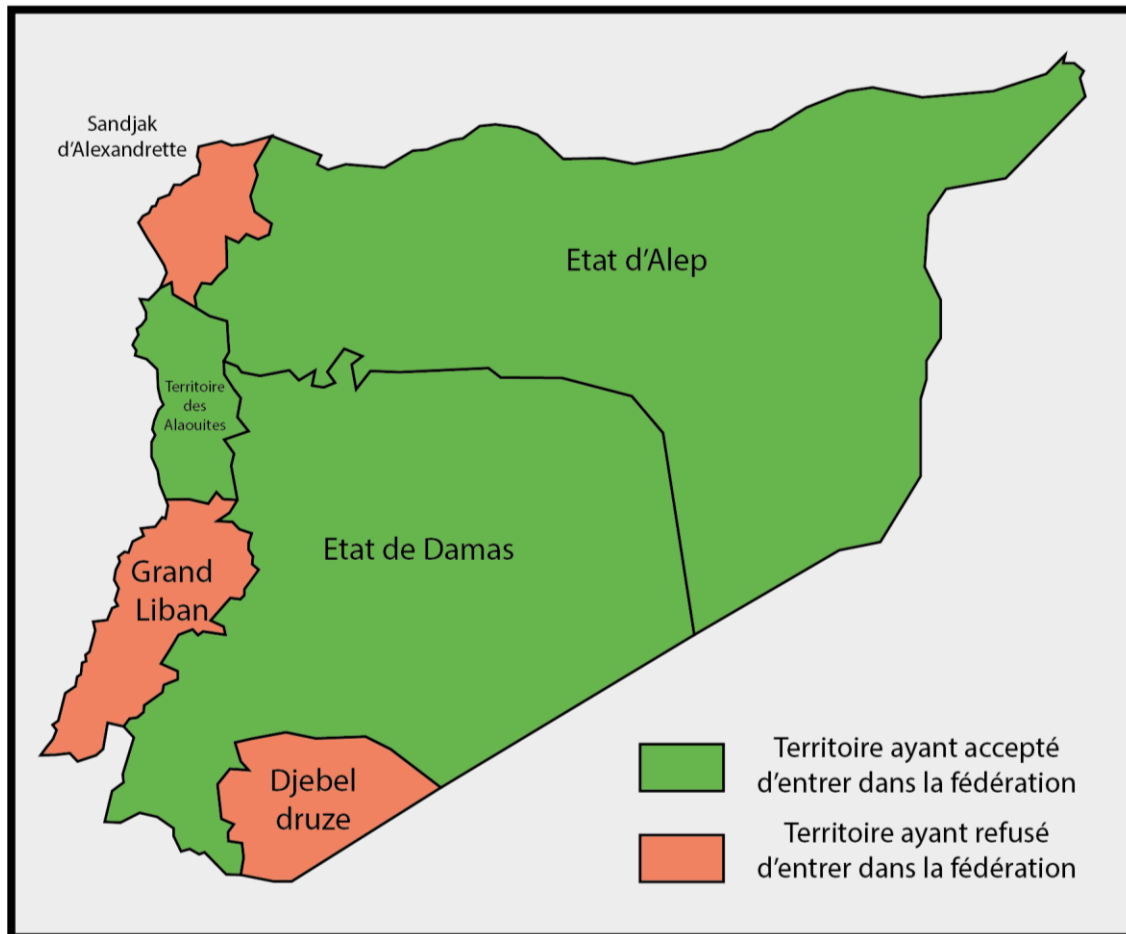 Sandjak
d'Alexandrette
Etat d'Alep
Territoire
des
Alaouites
Etat de Damas
Grand
Liban
Djebel
druze
Territoire ayant accepté
d'entrer dans la fédération
Territoire ayant refusé
d'entrer dans la fédération